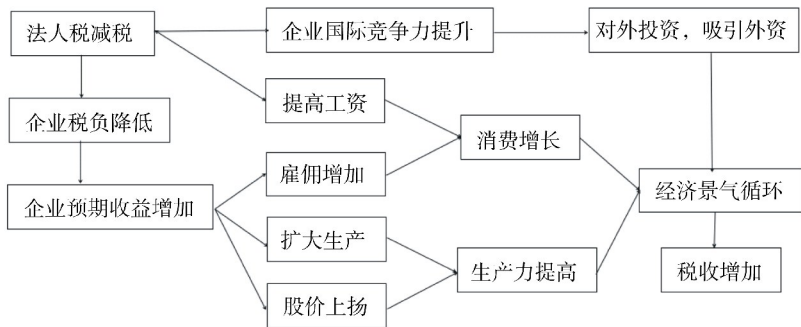 法人税减税
企业国际竞争力提升
对外投资，吸引外资
提高工资
企业税负降低
消费增长
雇佣增加
经济景气循环
企业预期收益增加
扩大生产
生产力提高
税收增加
股价上扬